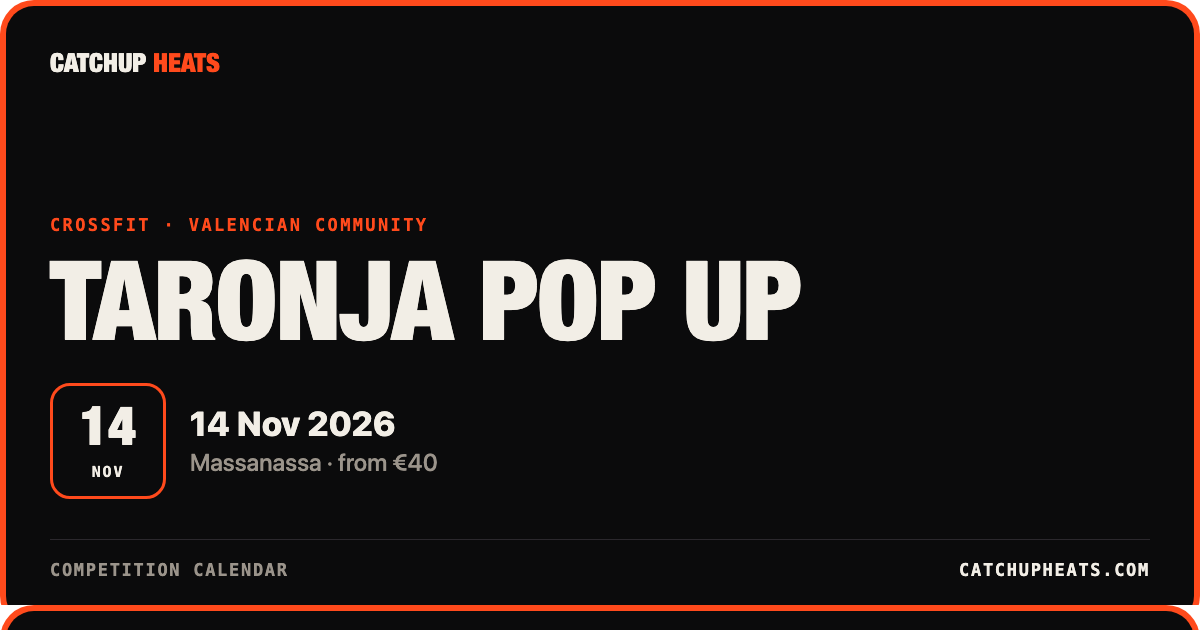 CATCHUP HEATS
CROSSFIT · VALENCIAN COMMUNITY
TARONJA POP UP
14
NOV
14 Nov 2026
Massanassa · from €40
COMPETITION CALENDAR
CATCHUPHEATS.COM